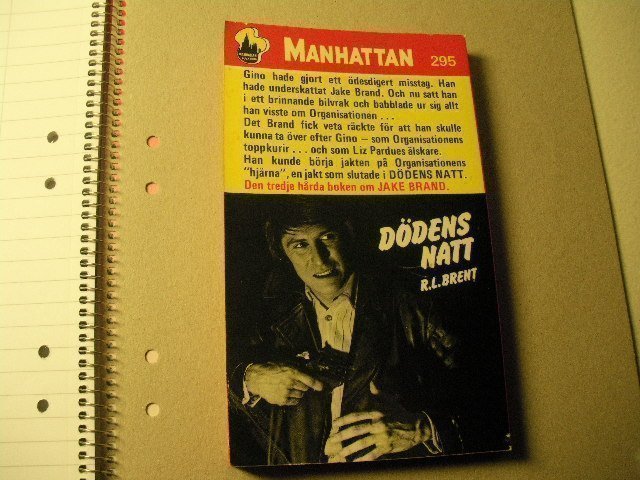 MANHATTAN 295
Gino hade gjort ett ödesdigert misstag. Han
hade underskattat Jake Brand. Och nu satt han
i ett brinnande bilvrak och babblade ur sig allt
han visste om Organisationen . . .
Det Brand fick veta räckte för att han skulle
kunna ta över efter Gino – som Organisationens
toppkurir . . . och som Liz Pardues älskare.
Han kunde börja jakten på Organisationens
"hjärna", en jakt som slutade i DÖDENS NATT.
Den tredje hårda boken om JAKE BRAND.
DÖDENS
NATT
R.L.BRENT